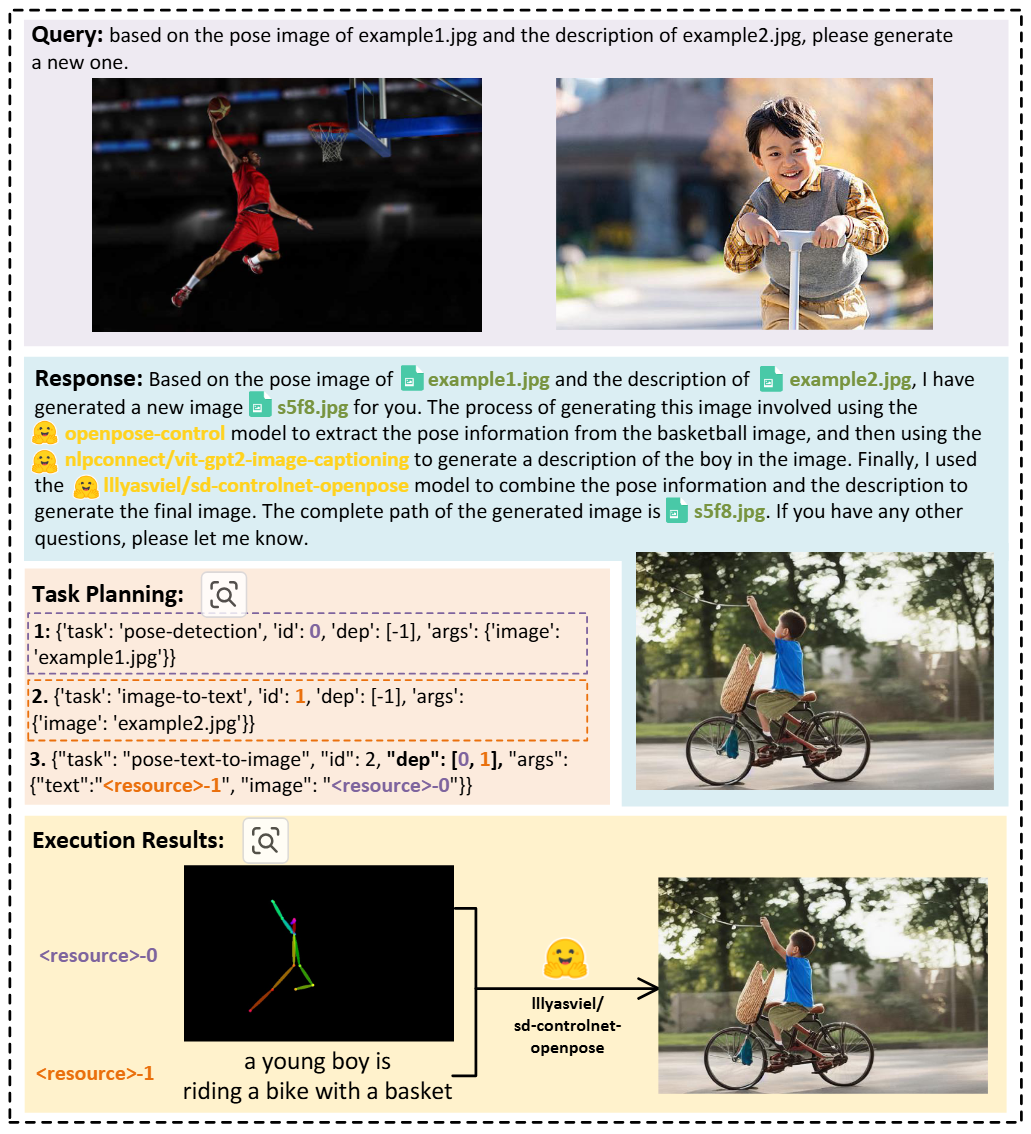 Query: based on the pose image of example1.jpg and the description of example2.jpg, please generate
a new one.
Response: Based on the pose image of example1.jpg and the description of example2.jpg, I have
generated a new image s5f8.jpg for you. The process of generating this image involved using the
openpose-control model to extract the pose information from the basketball image, and then using the
nlpconnect/vit-gpt2-image-captioning to generate a description of the boy in the image. Finally, I used
the lllyasviel/sd-controlnet-openpose model to combine the pose information and the description to
generate the final image. The complete path of the generated image is s5f8.jpg. If you have any other
questions, please let me know.
Task Planning:
1: {'task': 'pose-detection', 'id': 0, 'dep': [-1], 'args': {'image':
'example1.jpg'}}
2. {'task': 'image-to-text', 'id': 1, 'dep': [-1], 'args':
{'image': 'example2.jpg'}}
3. {"task": "pose-text-to-image", "id": 2, "dep": [0, 1], "args":
{"text":"<resource>-1", "image": "<resource>-0"}}
Execution Results:
<resource>-0
lllyasviel/
sd-controlnet-
openpose
<resource>-1
a young boy is
riding a bike with a basket